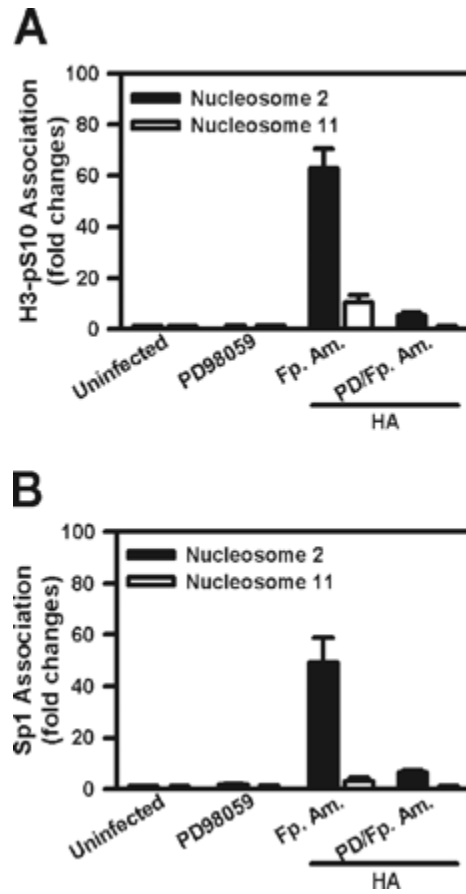 A
H3-pS10 Association
(fold changes)
100
80
60
40
20
0
Nucleosome 2
Nucleosome 11
Uninfected
PD98059
Fp. Am.
PD/Fp. Am.
HA
B
Sp1 Association
(fold changes)
100
80
60
40
20
0
Nucleosome 2
Nucleosome 11
Uninfected
PD98059
Fp. Am.
PD/Fp. Am.
HA